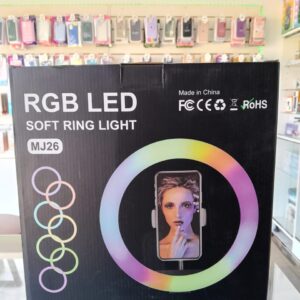 RGB LED
SOFT RING LIGHT
MJ26
Made in China
FC CE RoHS